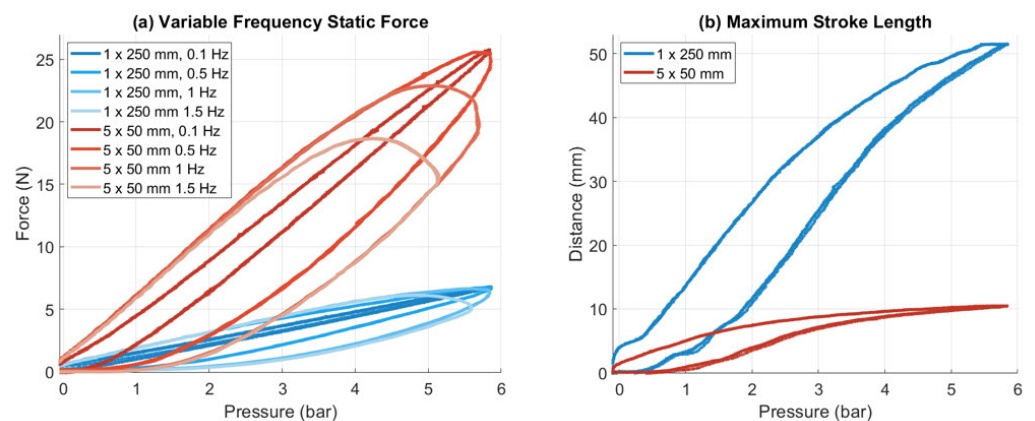 (a) Variable Frequency Static Force
25
20
15
10
5
0
Force (N)
1 x 250 mm, 0.1 Hz
1 x 250 mm, 0.5 Hz
1 x 250 mm, 1 Hz
1 x 250 mm 1.5 Hz
5 x 50 mm, 0.1 Hz
5 x 50 mm 0.5 Hz
5 x 50 mm 1 Hz
5 x 50 mm 1.5 Hz
0 1 2 3 4 5 6
Pressure (bar)
(b) Maximum Stroke Length
50
40
30
20
10
0
Distance (mm)
1 x 250 mm
5 x 50 mm
0 1 2 3 4 5 6
Pressure (bar)